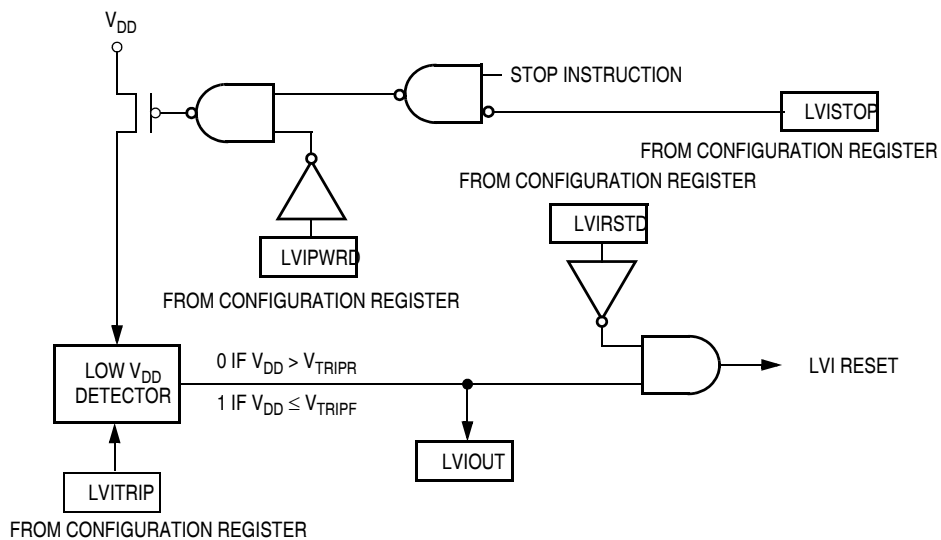 VDD
STOP INSTRUCTION
LVISTOP
FROM CONFIGURATION REGISTER
FROM CONFIGURATION REGISTER
LVIRSTD
LVIPWRD
FROM CONFIGURATION REGISTER
LOW VDD
DETECTOR
0 IF VDD > VTRIPR
1 IF VDD ≤ VTRIPF
LVI RESET
LVIOUT
LVITRIP
FROM CONFIGURATION REGISTER